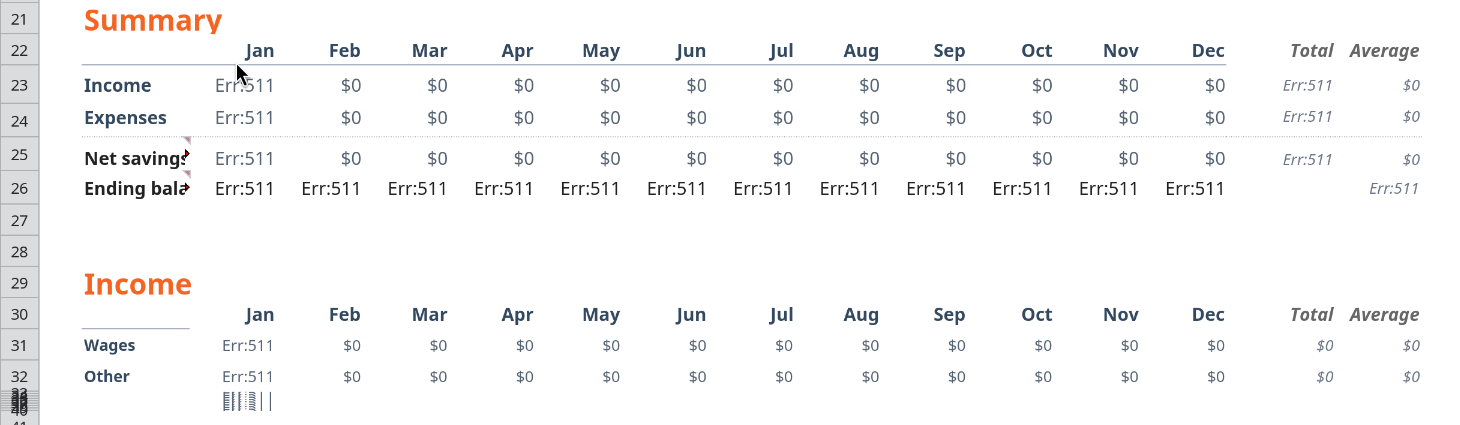 21 Summary
22 Jan Feb Mar Apr May Jun Jul Aug Sep Oct Nov Dec Total Average
23 Income Err:511 $0 $0 $0 $0 $0 $0 $0 $0 $0 $0 $0 Err:511 $0
24 Expenses Err:511 $0 $0 $0 $0 $0 $0 $0 $0 $0 $0 $0 Err:511 $0
25 Net savings Err:511 $0 $0 $0 $0 $0 $0 $0 $0 $0 $0 $0 Err:511 $0
26 Ending bala Err:511 Err:511 Err:511 Err:511 Err:511 Err:511 Err:511 Err:511 Err:511 Err:511 Err:511 Err:511 Err:511
27
28
29 Income
30 Jan Feb Mar Apr May Jun Jul Aug Sep Oct Nov Dec Total Average
31 Wages Err:511 $0 $0 $0 $0 $0 $0 $0 $0 $0 $0 $0 $0 $0
32 Other Err:511 $0 $0 $0 $0 $0 $0 $0 $0 $0 $0 $0 $0 $0